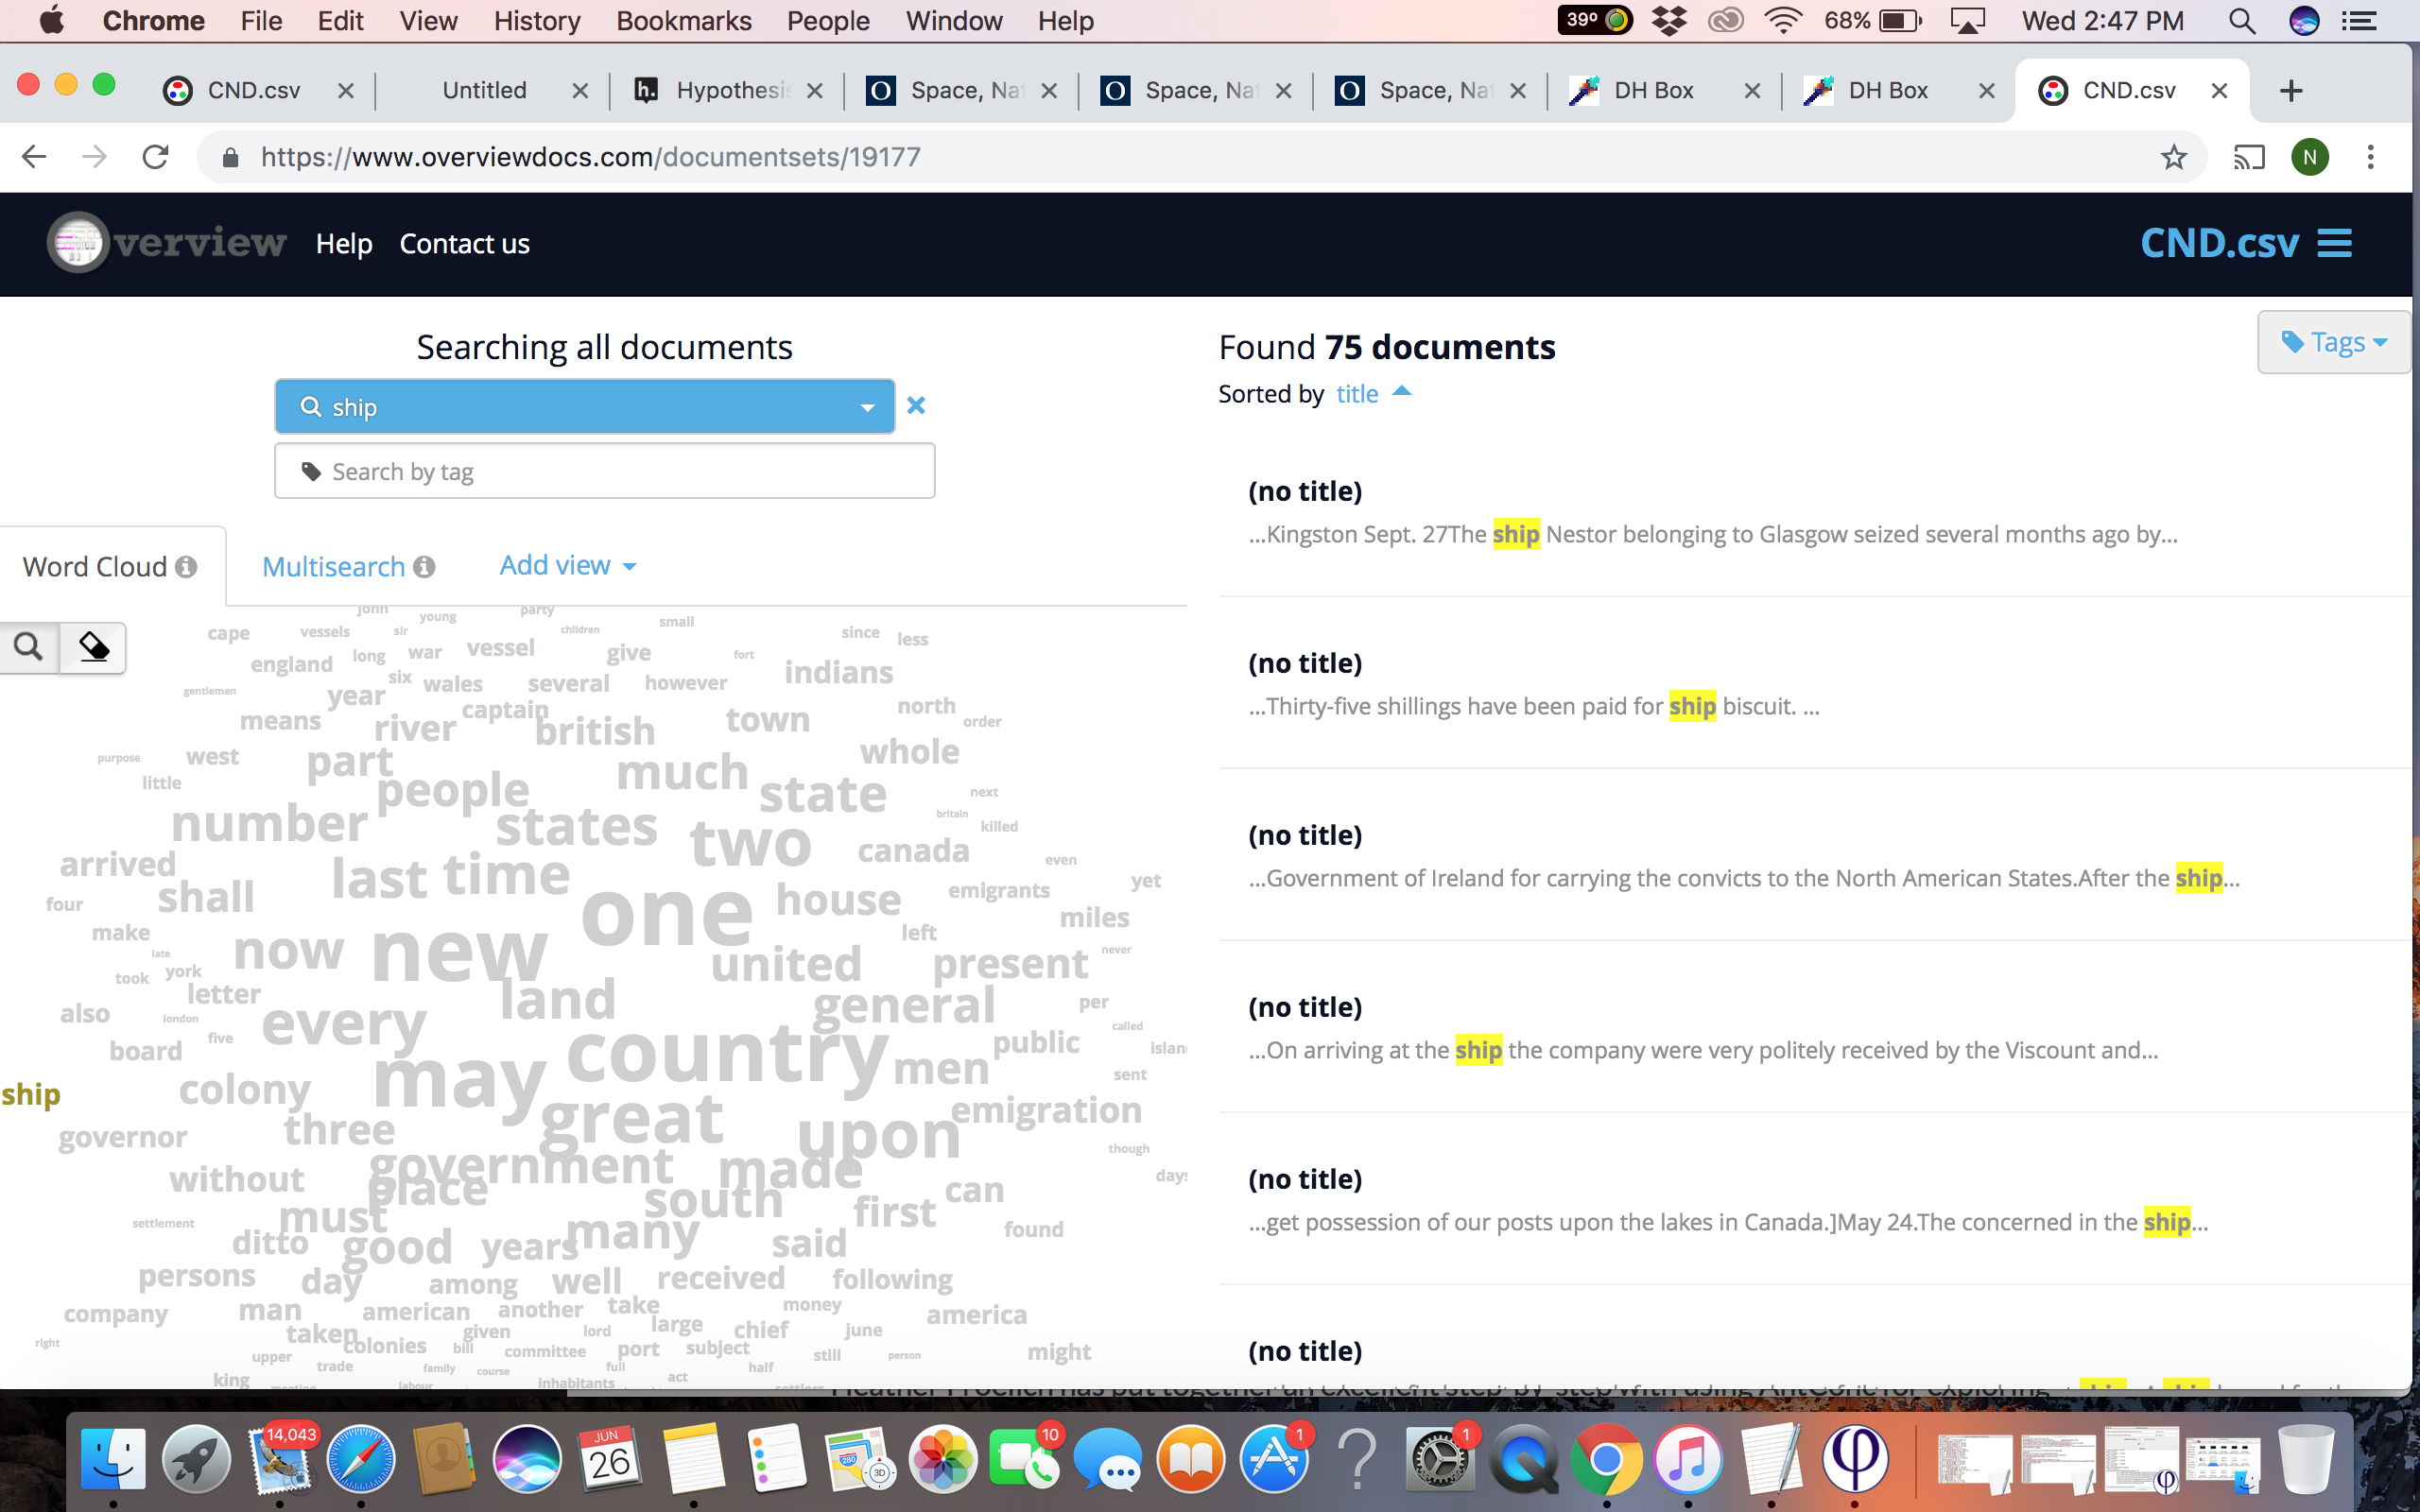 Chrome File Edit View History Bookmarks People Window Help 39° 68% Wed 2:47 PM
CND.csv Untitled Hypothesis Space, Nat Space, Nat Space, Nat DH Box DH Box CND.csv
https://www.overviewdocs.com/documentsets/19177 N
verview Help Contact us CND.csv
Searching all documents
ship
Search by tag
Word Cloud Multisearch Add view
Found 75 documents
Tags
Sorted by title
(no title)
...Kingston Sept. 27The ship Nestor belonging to Glasgow seized several months ago by...
(no title)
...Thirty-five shillings have been paid for ship biscuit. ...
(no title)
...Government of Ireland for carrying the convicts to the North American States.After the ship...
(no title)
...On arriving at the ship the company were very politely received by the Viscount and...
(no title)
...get possession of our posts upon the lakes in Canada.]May 24.The concerned in the ship...
(no title)
john young party small
cape vessels sir children since less
england long war vessel give fort indians
gentlemen year six wales several however
means river captain british town north order
purpose west part people much whole
little number states state next
britain killed
arrived last time two canada even
four shall one house emigrants yet
make now new left miles
late took york united present never
letter land general per
also london every country public called
board five may men island
ship colony great sent
emigration
governor three upon though
without government made days
place south can
settlement must many first found
ditto good years said
persons day among well received following
company man american another take money america
right taken colonies given lord large chief june
upper bill committee port subject still person might
trade family course full half
king labour inhabitants act settlers
14,043 JUN 26 280 3D 10 1 1